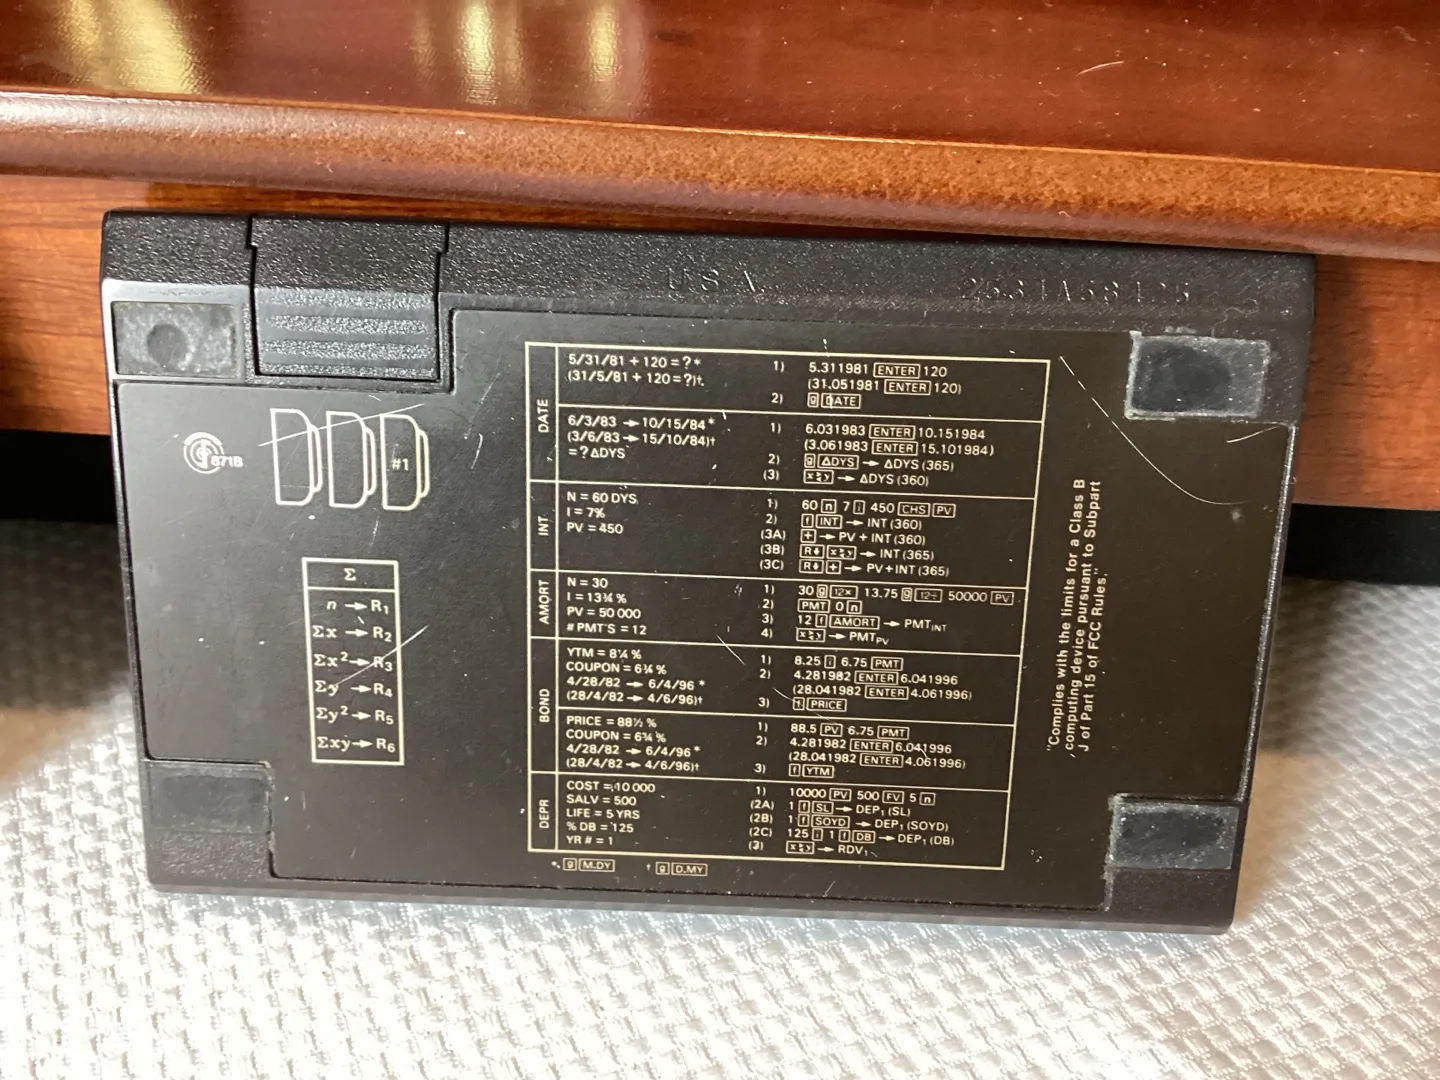 U S A
871B
#1
Σ
n → R₁
Σx → R₂
Σx² → R₃
Σy → R₄
Σy² → R₅
Σxy → R₆
DATE
5/31/81 + 120 = ? *
(31/5/81 + 120 = ?)†
1) 5.311981 ENTER 120
(31.051981 ENTER 120)
2) g DATE
6/3/83 → 10/15/84*
(3/6/83 → 15/10/84)†
= ? ΔDYS
1) 6.031983 ENTER 10.151984
(3.061983 ENTER 15.101984)
2) g ΔDYS → ΔDYS (365)
(3) x≷y → ΔDYS (360)
INT
N = 60 DYS
I = 7%
PV = 450
1) 60 n 7 i 450 CHS PV
2) f INT → INT (360)
(3A) + → PV + INT (360)
(3B) R↓ x≷y → INT (365)
(3C) R↓ + → PV+INT (365)
AMORT
N = 30
I = 13¾ %
PV = 50 000
# PMT'S = 12
1) 30 g 12× 13.75 g 12÷ 50000 PV
2) PMT 0 n
3) 12 f AMORT → PMT INT
4) x≷y → PMT PV
BOND
YTM = 8¼ %
COUPON = 6¾ %
4/28/82 → 6/4/96 *
(28/4/82 → 4/6/96)†
1) 8.25 i 6.75 PMT
2) 4.281982 ENTER 6.041996
(28.041982 ENTER 4.061996)
3) f PRICE
PRICE = 88½ %
COUPON = 6¾ %
4/28/82 → 6/4/96 *
(28/4/82 → 4/6/96)†
1) 88.5 PV 6.75 PMT
2) 4.281982 ENTER 6.041996
(28.041982 ENTER 4.061996)
3) f YTM
DEPR
COST = 10 000
SALV = 500
LIFE = 5 YRS
% DB = 125
YR # = 1
1) 10000 PV 500 FV 5 n
(2A) 1 f SL → DEP₁ (SL)
(2B) 1 f SOYD → DEP₁ (SOYD)
(2C) 125 i 1 f DB → DEP₁ (DB)
(3) x≷y → RDV₁
* g M.DY † g D.MY
"Complies with the limits for a Class B
computing device pursuant to Subpart
J of Part 15 of FCC Rules."